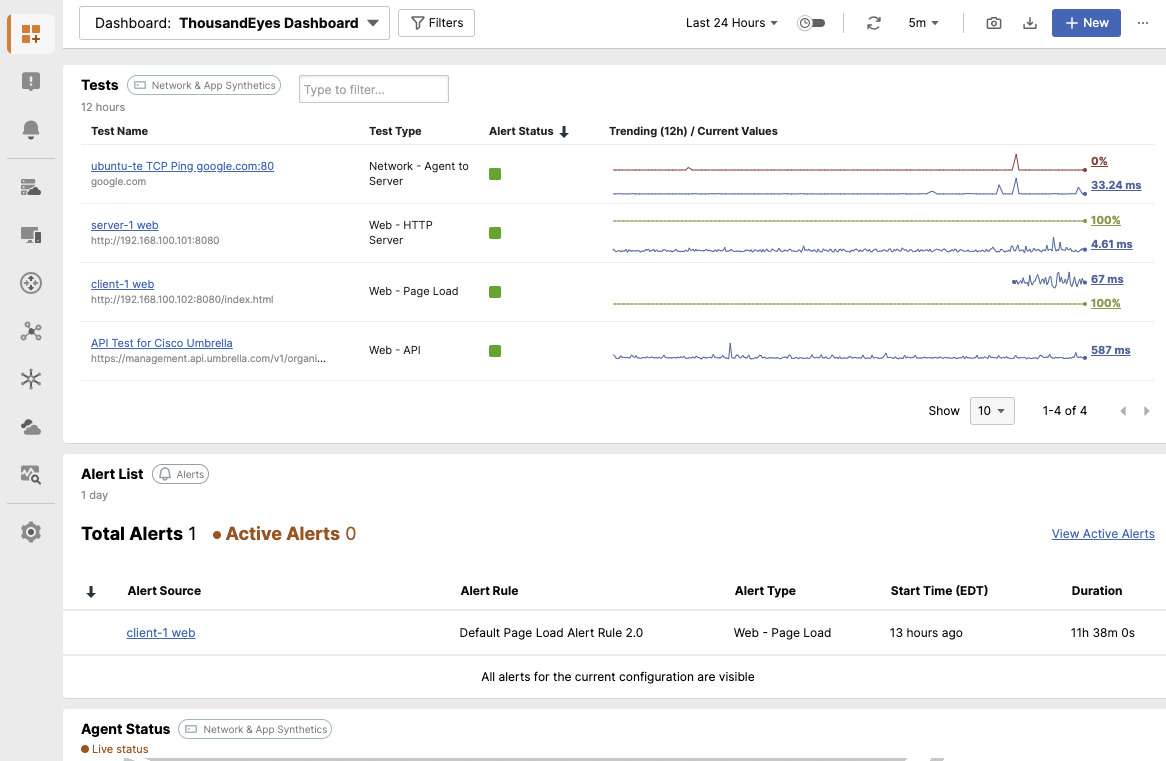 Dashboard: ThousandEyes Dashboard
Filters
Last 24 Hours
5m
New
Tests
Network & App Synthetics
Type to filter...
12 hours
Test Name Test Type Alert Status Trending (12h) / Current Values
ubuntu-te TCP Ping google.com:80
google.com
Network - Agent to
Server
0%
33.24 ms
server-1 web
http://192.168.100.101:8080
Web - HTTP
Server
100%
4.61 ms
client-1 web
http://192.168.100.102:8080/index.html
Web - Page Load
67 ms
100%
API Test for Cisco Umbrella
https://management.api.umbrella.com/v1/organi...
Web - API
587 ms
Show 10 1-4 of 4
Alert List
Alerts
1 day
Total Alerts 1 Active Alerts 0
View Active Alerts
Alert Source Alert Rule Alert Type Start Time (EDT) Duration
client-1 web Default Page Load Alert Rule 2.0 Web - Page Load 13 hours ago 11h 38m 0s
All alerts for the current configuration are visible
Agent Status
Network & App Synthetics
Live status